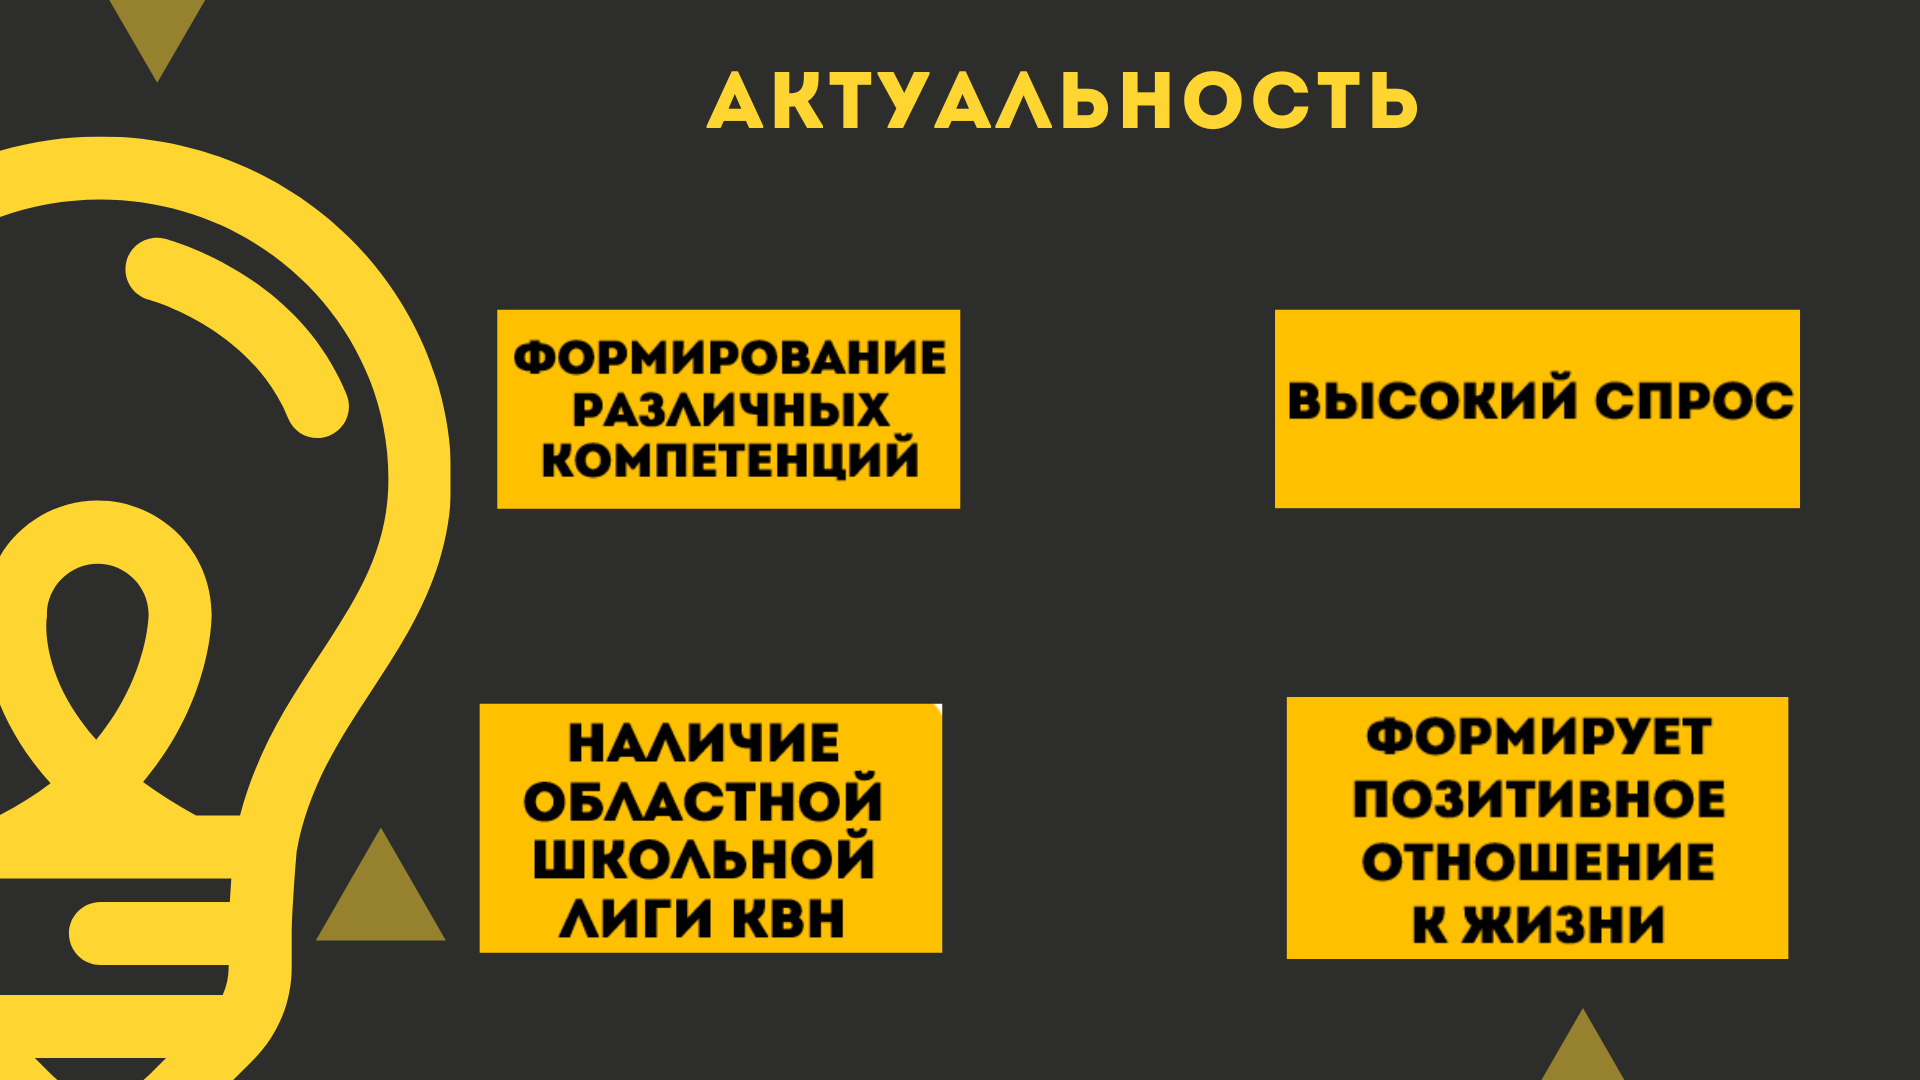 АКТУАЛЬНОСТЬ
ФОРМИРОВАНИЕ
РАЗЛИЧНЫХ
КОМПЕТЕНЦИЙ
ВЫСОКИЙ СПРОС
НАЛИЧИЕ
ОБЛАСТНОЙ
ШКОЛЬНОЙ
ЛИГИ КВН
ФОРМИРУЕТ
ПОЗИТИВНОЕ
ОТНОШЕНИЕ
К ЖИЗНИ